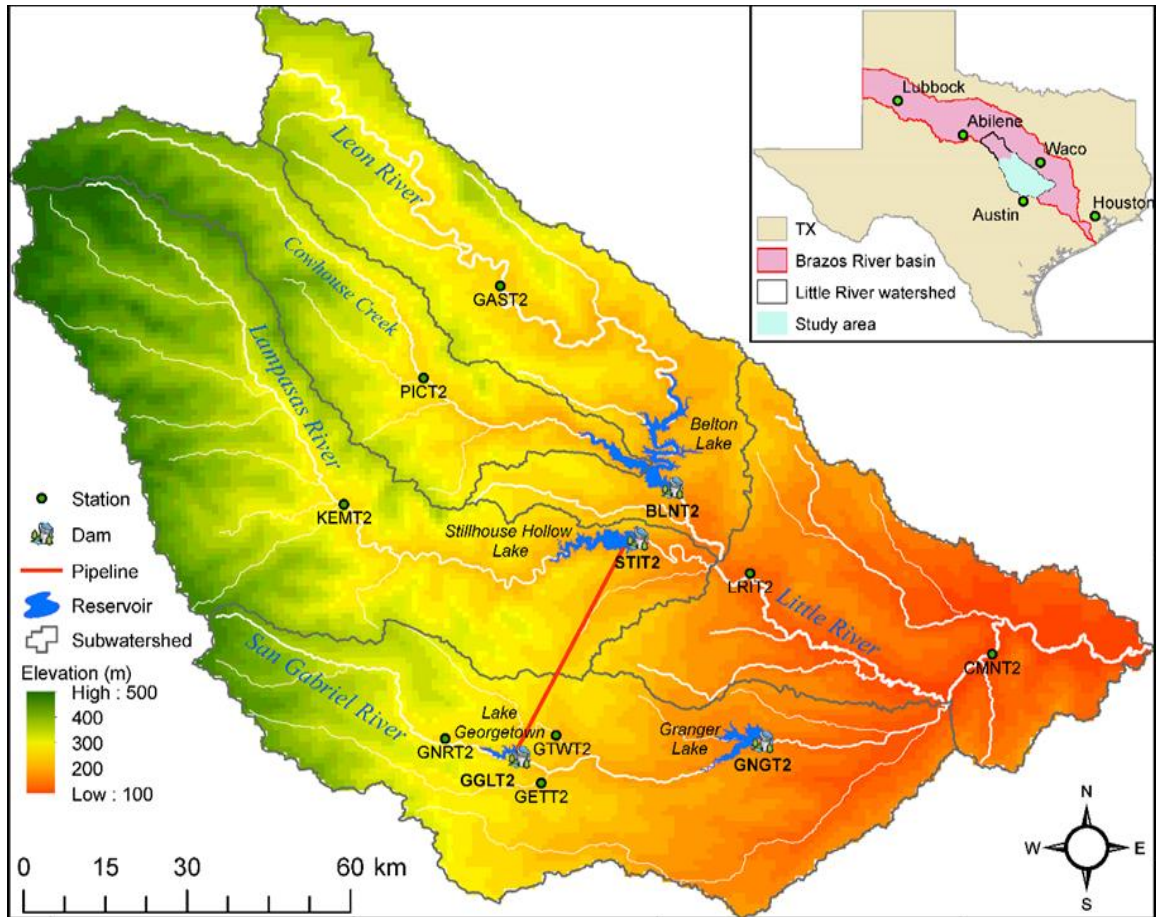 Leon River
Cowhouse Creek
Lampasas River
GAST2
PICT2
Belton
Lake
BLNT2
KEMT2
Stillhouse Hollow
Lake
STIT2
LRIT2
Little River
CMNT2
San Gabriel River
Lake
Georgetown
GNRT2
GTWT2
GGLT2
GETT2
Granger
Lake
GNGT2
Station
Dam
Pipeline
Reservoir
Subwatershed
Elevation (m)
High : 500
400
300
200
Low : 100
0 15 30 60 km
Lubbock
Abilene
Waco
Austin
Houston
TX
Brazos River basin
Little River watershed
Study area
N
W E
S